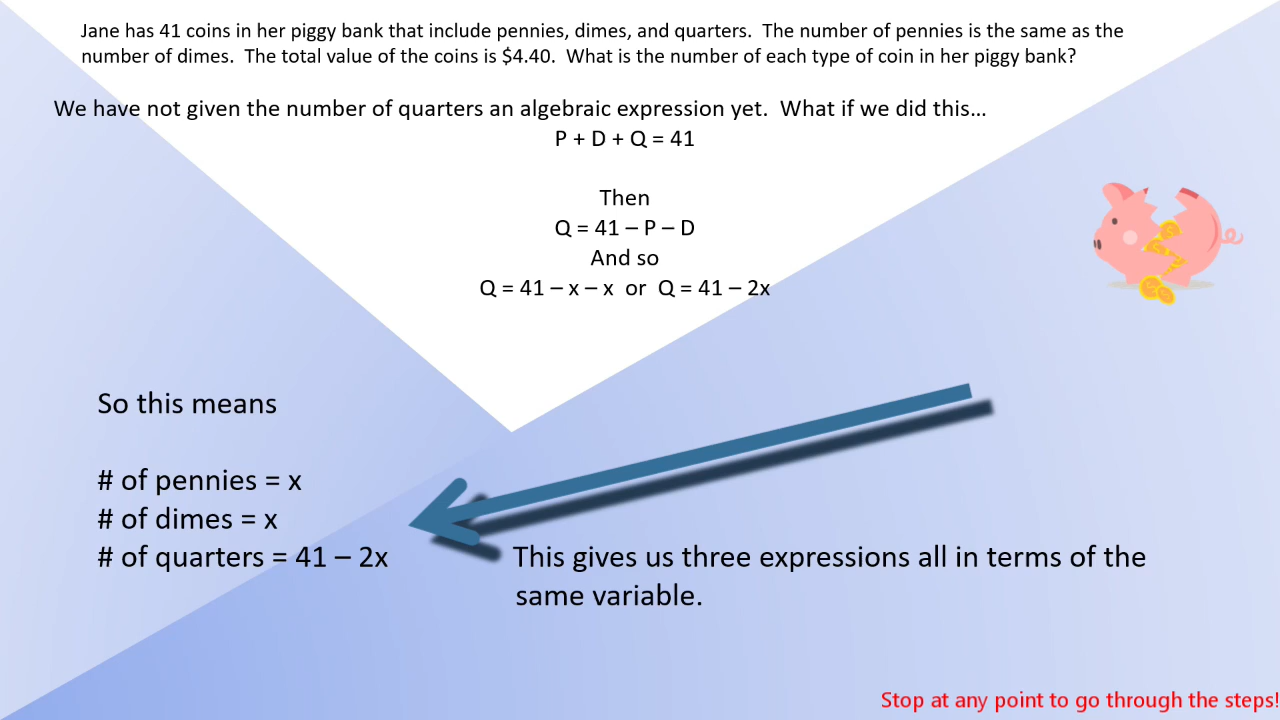 Jane has 41 coins in her piggy bank that include pennies, dimes, and quarters.  The number of pennies is the same as the
number of dimes.  The total value of the coins is $4.40.  What is the number of each type of coin in her piggy bank?
We have not given the number of quarters an algebraic expression yet.  What if we did this...
P + D + Q = 41
Then
Q = 41 – P – D
And so
Q = 41 – x – x  or  Q = 41 – 2x
So this means
# of pennies = x
# of dimes = x
# of quarters = 41 – 2x
This gives us three expressions all in terms of the
same variable.
Stop at any point to go through the steps!